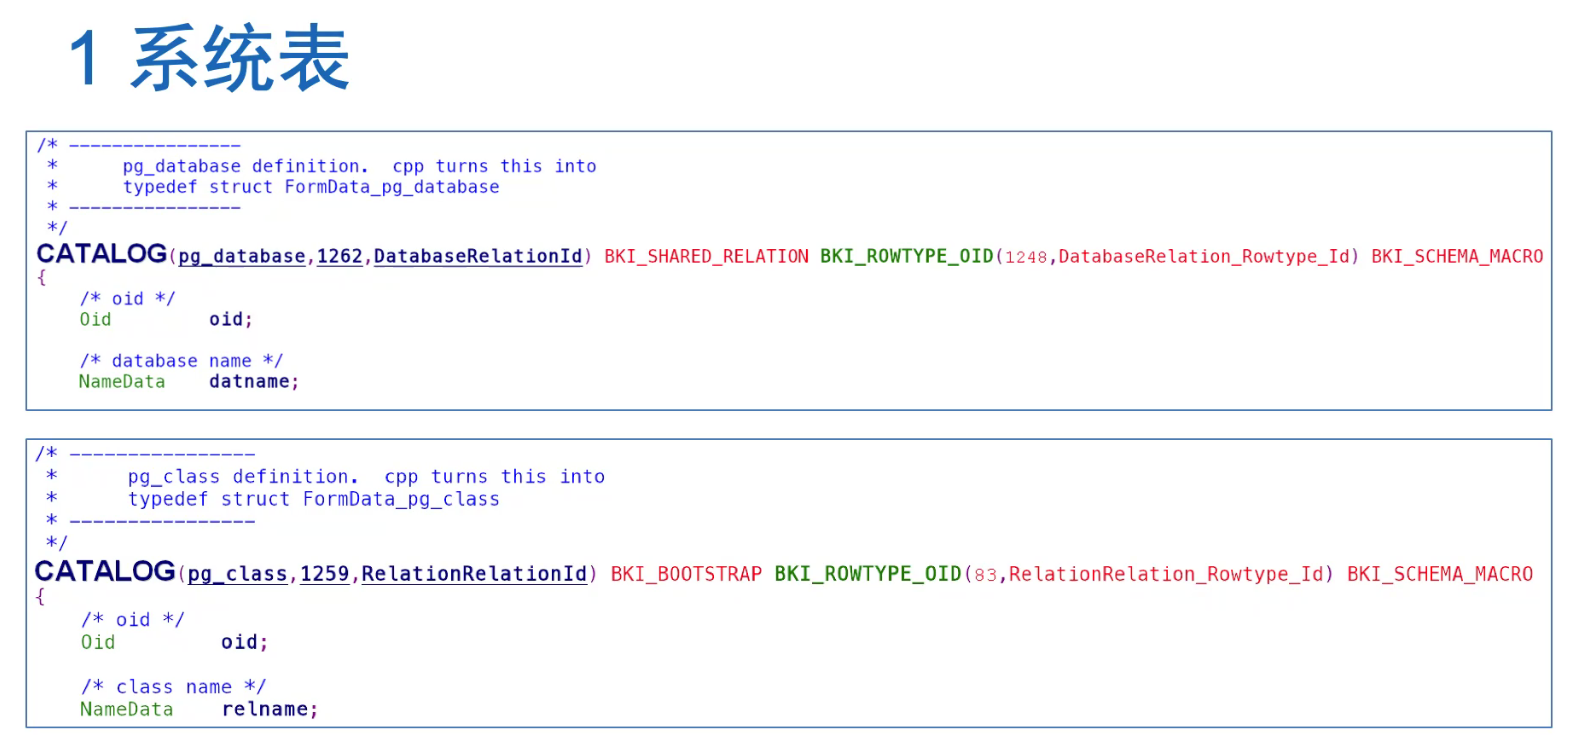 1 系统表
/* ----------------
 *      pg_database definition.  cpp turns this into
 *      typedef struct FormData_pg_database
 * ----------------
 */
CATALOG(pg_database,1262,DatabaseRelationId) BKI_SHARED_RELATION BKI_ROWTYPE_OID(1248,DatabaseRelation_Rowtype_Id) BKI_SCHEMA_MACRO
{
    /* oid */
    Oid         oid;
    /* database name */
    NameData    datname;
/* ----------------
 *      pg_class definition.  cpp turns this into
 *      typedef struct FormData_pg_class
 * ----------------
 */
CATALOG(pg_class,1259,RelationRelationId) BKI_BOOTSTRAP BKI_ROWTYPE_OID(83,RelationRelation_Rowtype_Id) BKI_SCHEMA_MACRO
{
    /* oid */
    Oid         oid;
    /* class name */
    NameData    relname;